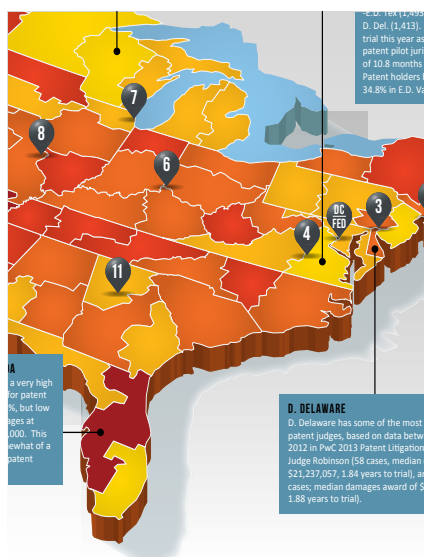 -E.D. Tex (1,495
D. Del. (1,413).
trial this year as
patent pilot juri
of 10.8 months
Patent holders
34.8% in E.D. Va
7
8
6
DC
FED
3
4
11
DA
a very high
for patent
%, but low
ages at
,000. This
ewhat of a
patent
D. DELAWARE
D. Delaware has some of the most
patent judges, based on data betw
2012 in PwC 2013 Patent Litigation
Judge Robinson (58 cases, median
$21,237,057, 1.84 years to trial), an
cases; median damages award of $
1.88 years to trial).